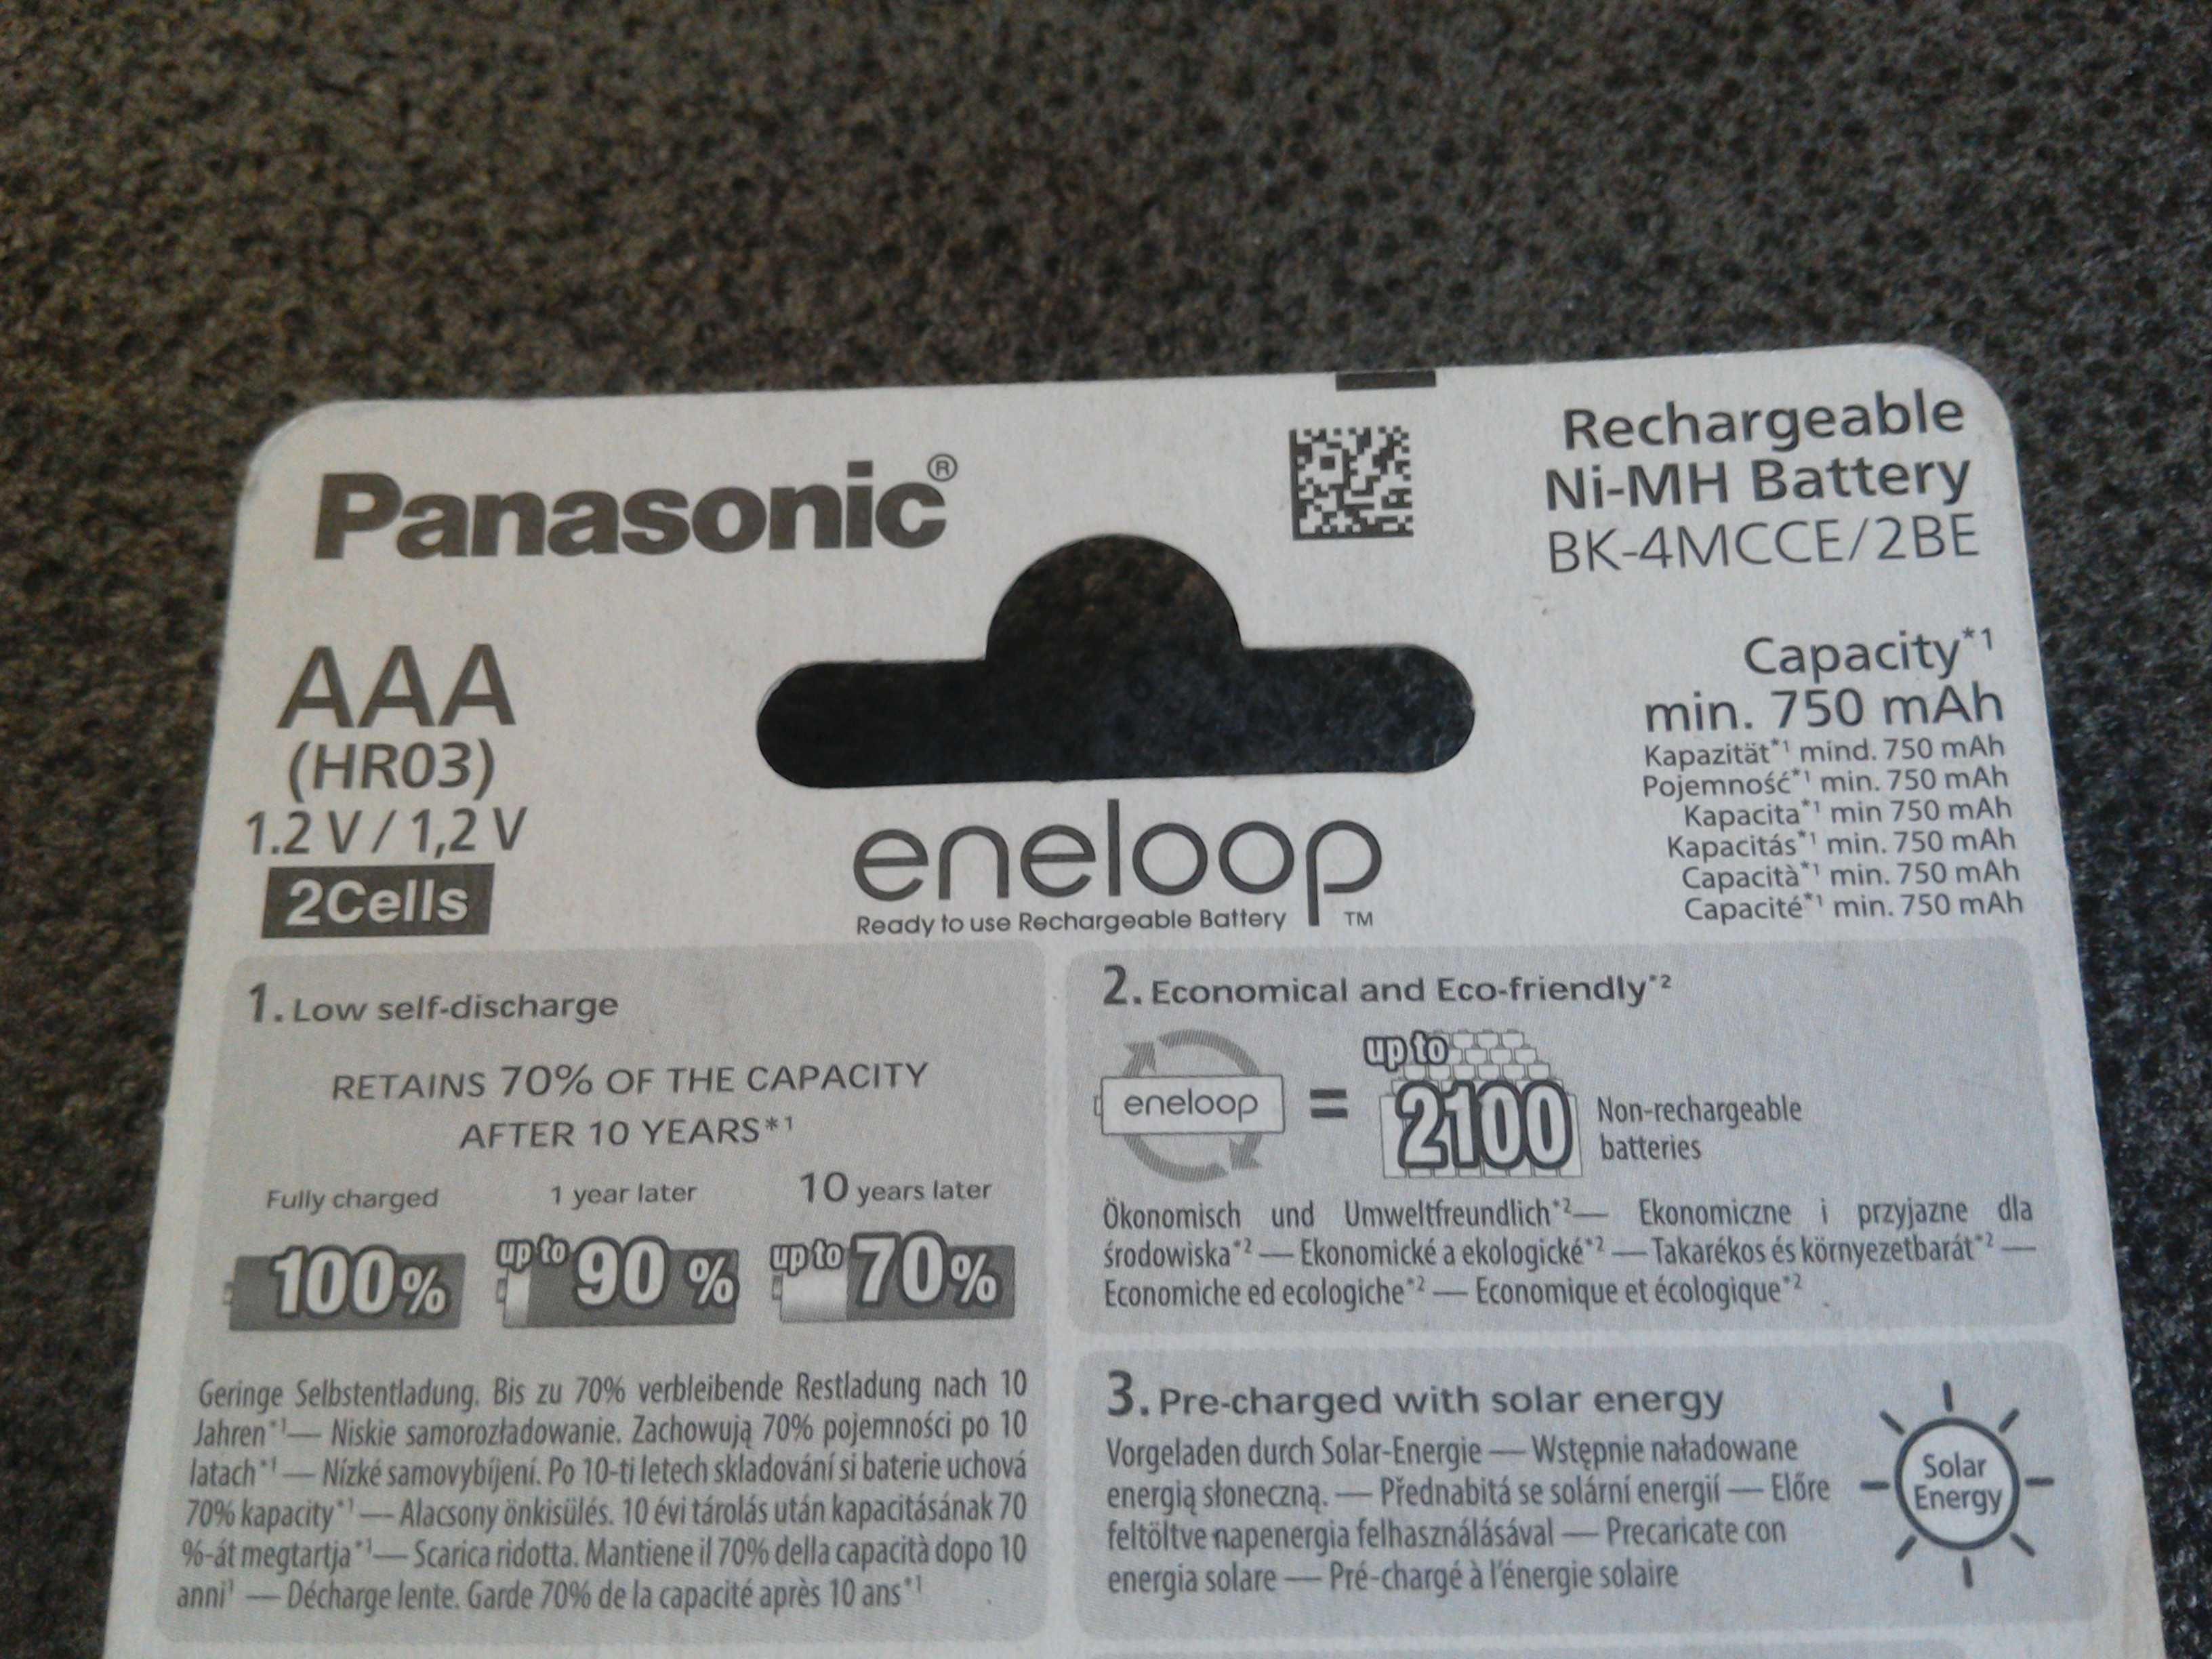 Panasonic®
Rechargeable
Ni-MH Battery
BK-4MCCE/2BE
AAA
(HR03)
1.2 V / 1,2 V
2Cells
eneloop
Ready to use Rechargeable Battery ™
Capacity*1
min. 750 mAh
Kapazität*1 mind. 750 mAh
Pojemność*1 min. 750 mAh
Kapacita*1 min 750 mAh
Kapacitás*1 min. 750 mAh
Capacità*1 min. 750 mAh
Capacité*1 min. 750 mAh
1. Low self-discharge
RETAINS 70% OF THE CAPACITY
AFTER 10 YEARS*1
Fully charged
1 year later
10 years later
100%
up to 90 %
up to 70%
Geringe Selbstentladung. Bis zu 70% verbleibende Restladung nach 10
Jahren*1— Niskie samorozładowanie. Zachowują 70% pojemności po 10
latach*1 — Nízké samovybíjení. Po 10-ti letech skladování si baterie uchová
70% kapacity*1 — Alacsony önkisülés. 10 évi tárolás után kapacitásának 70
%-át megtartja*1— Scarica ridotta. Mantiene il 70% della capacità dopo 10
anni1 — Décharge lente. Garde 70% de la capacité après 10 ans*1
2. Economical and Eco-friendly*2
eneloop
=
up to
2100
Non-rechargeable
batteries
Ökonomisch und Umweltfreundlich*2— Ekonomiczne i przyjazne dla
środowiska*2 — Ekonomické a ekologické*2 — Takarékos és környezetbarát*2 —
Economiche ed ecologiche*2 — Economique et écologique*2
3. Pre-charged with solar energy
Vorgeladen durch Solar-Energie — Wstępnie naładowane
energią słoneczną. — Přednabitá se solární energií — Előre
feltöltve napenergia felhasználásával — Precaricate con
energia solare — Pré-chargé à l'énergie solaire
Solar
Energy